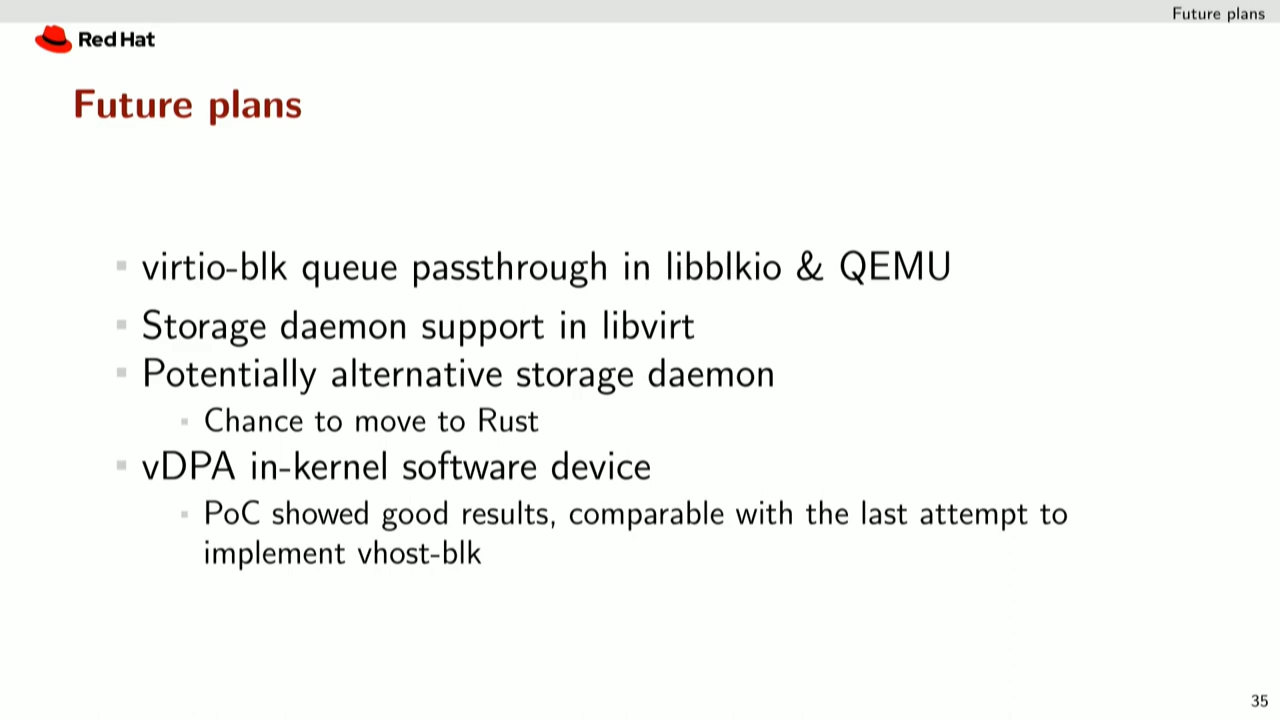 Future plans
Red Hat
Future plans
virtio-blk queue passthrough in libblkio & QEMU
Storage daemon support in libvirt
Potentially alternative storage daemon
Chance to move to Rust
vDPA in-kernel software device
PoC showed good results, comparable with the last attempt to
implement vhost-blk
35